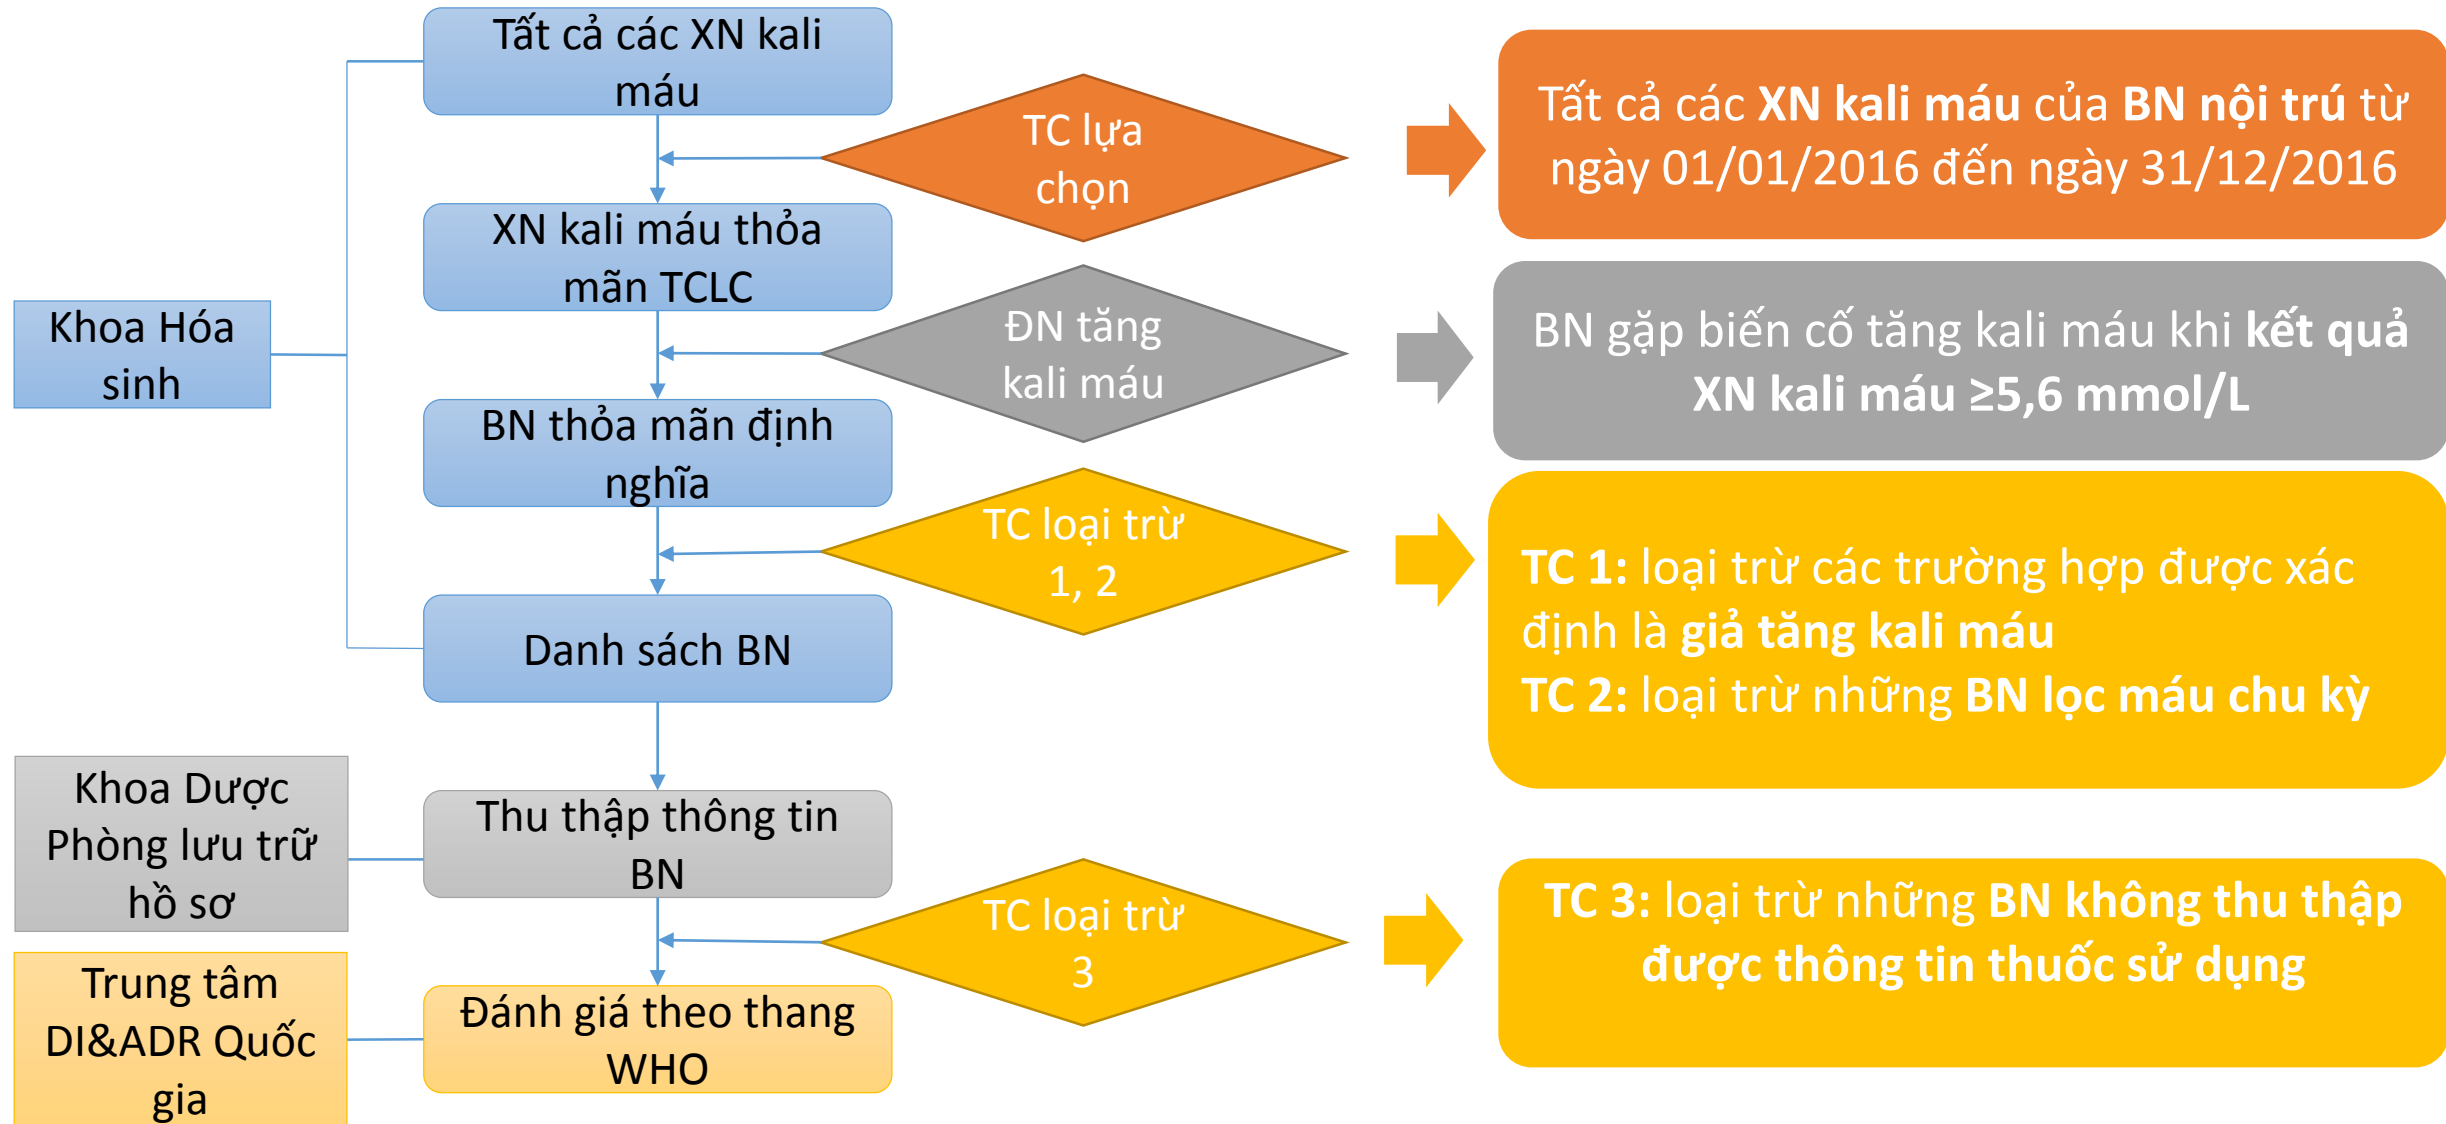 Tất cả các XN kali
máu
TC lựa
chọn
Tất cả các XN kali máu của BN nội trú từ
ngày 01/01/2016 đến ngày 31/12/2016
XN kali máu thỏa
mãn TCLC
Khoa Hóa
sinh
ĐN tăng
kali máu
BN gặp biến cố tăng kali máu khi kết quả
XN kali máu ≥5,6 mmol/L
BN thỏa mãn định
nghĩa
TC loại trừ
1, 2
TC 1: loại trừ các trường hợp được xác
định là giả tăng kali máu
TC 2: loại trừ những BN lọc máu chu kỳ
Danh sách BN
Khoa Dược
Phòng lưu trữ
hồ sơ
Thu thập thông tin
BN
TC loại trừ
3
TC 3: loại trừ những BN không thu thập
được thông tin thuốc sử dụng
Trung tâm
DI&ADR Quốc
gia
Đánh giá theo thang
WHO